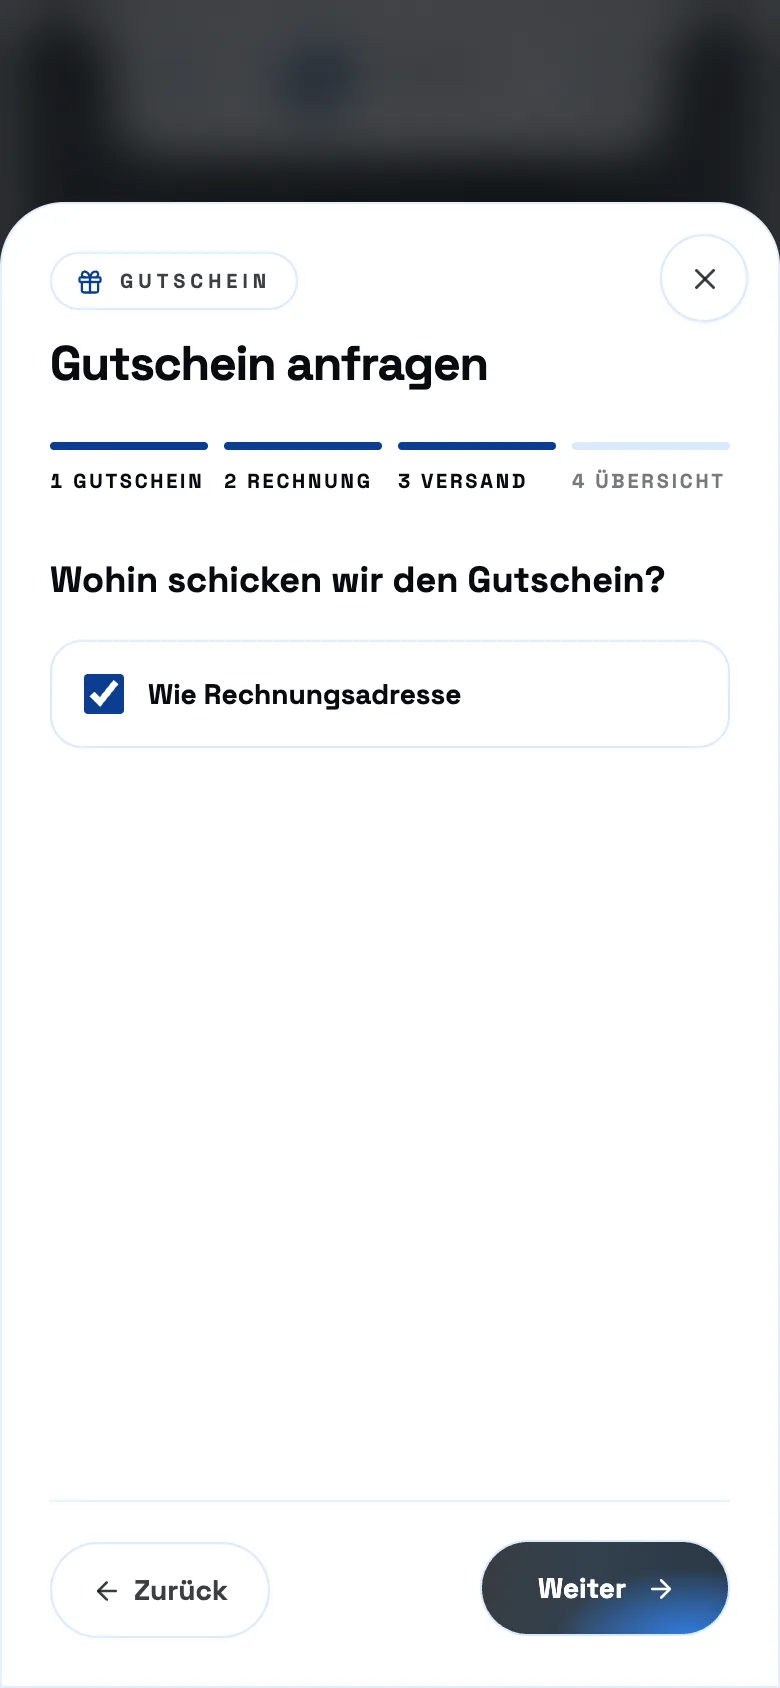 GUTSCHEIN
Gutschein anfragen
1 GUTSCHEIN 2 RECHNUNG 3 VERSAND 4 ÜBERSICHT
Wohin schicken wir den Gutschein?
Wie Rechnungsadresse
← Zurück Weiter →